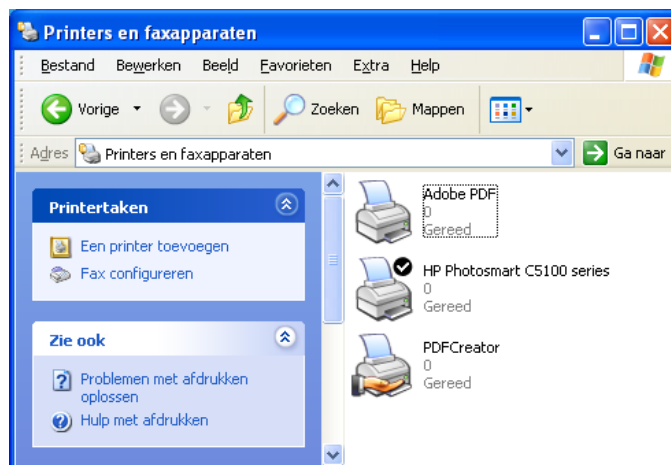 Printers en faxapparaten
Bestand Bewerken Beeld Favorieten Extra Help
Vorige Zoeken Mappen
Adres Printers en faxapparaten Ga naar
Printertaken
Een printer toevoegen
Fax configureren
Zie ook
Problemen met afdrukken
oplossen
Hulp met afdrukken
Adobe PDF
0
Gereed
HP Photosmart C5100 series
0
Gereed
PDFCreator
0
Gereed